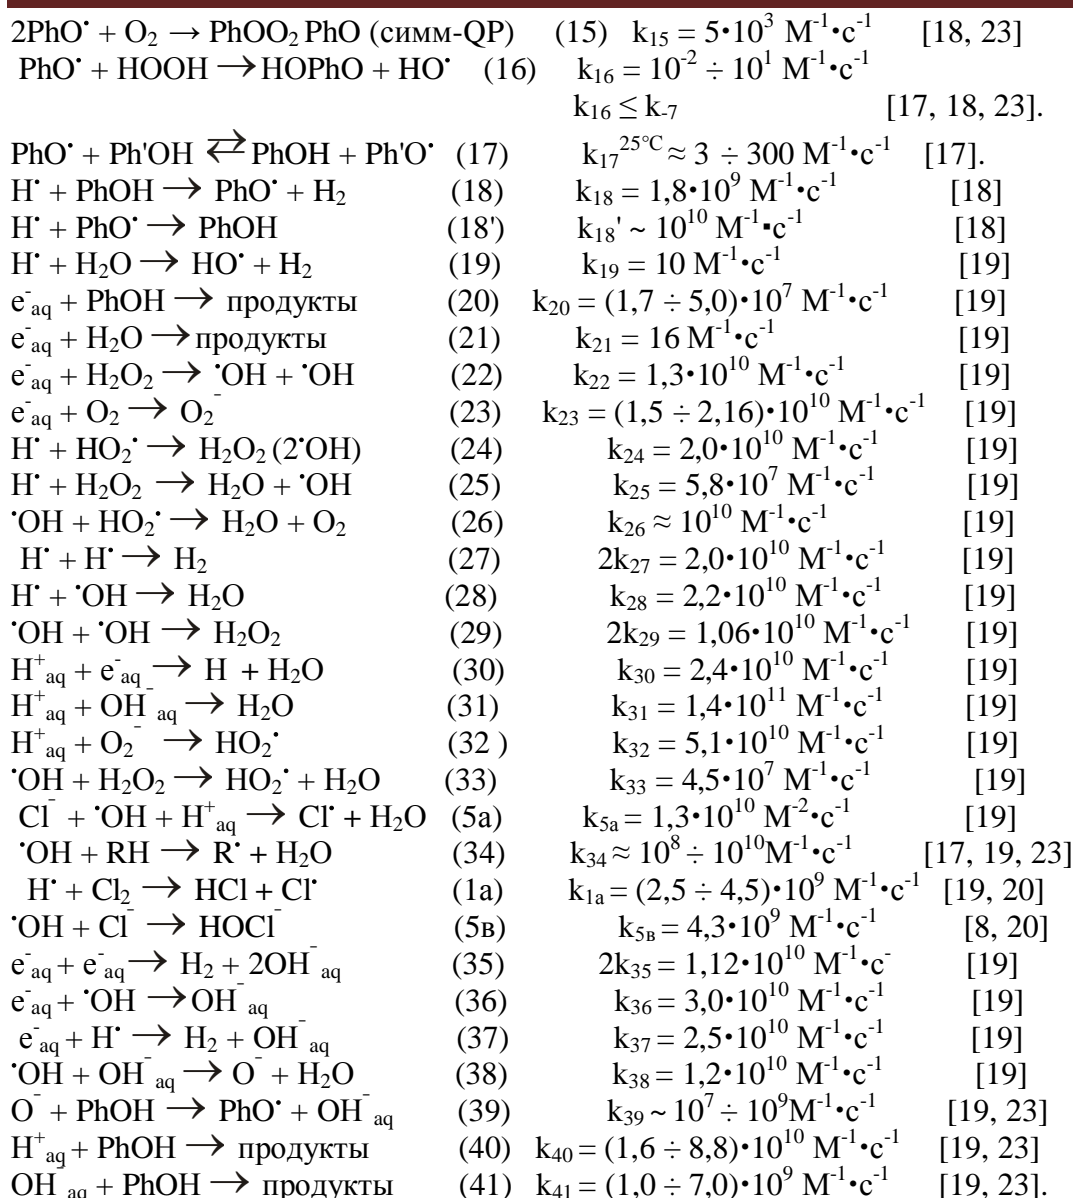 2PhO˙ + O₂ → PhOO₂ PhO (симм-QP) (15) k₁₅ = 5•10³ M⁻¹•c⁻¹ [18, 23]
PhO˙ + HOOH → HOPhO + HO˙ (16) k₁₆ = 10⁻² ÷ 10¹ M⁻¹•c⁻¹
k₁₆ ≤ k₋₇ [17, 18, 23].
PhO˙ + Ph'OH ⇄ PhOH + Ph'O˙ (17) k₁₇²⁵°ᶜ ≈ 3 ÷ 300 M⁻¹•c⁻¹ [17].
H˙ + PhOH → PhO˙ + H₂ (18) k₁₈ = 1,8•10⁹ M⁻¹•c⁻¹ [18]
H˙ + PhO˙ → PhOH (18') k₁₈' ~ 10¹⁰ M⁻¹▪c⁻¹ [18]
H˙ + H₂O → HO˙ + H₂ (19) k₁₉ = 10 M⁻¹•c⁻¹ [19]
e⁻aq + PhOH → продукты (20) k₂₀ = (1,7 ÷ 5,0)•10⁷ M⁻¹•c⁻¹ [19]
e⁻aq + H₂O → продукты (21) k₂₁ = 16 M⁻¹•c⁻¹ [19]
e⁻aq + H₂O₂ → ˙OH + ˙OH (22) k₂₂ = 1,3•10¹⁰ M⁻¹•c⁻¹ [19]
e⁻aq + O₂ → O₂⁻ (23) k₂₃ = (1,5 ÷ 2,16)•10¹⁰ M⁻¹•c⁻¹ [19]
H˙ + HO₂˙ → H₂O₂ (2˙OH) (24) k₂₄ = 2,0•10¹⁰ M⁻¹•c⁻¹ [19]
H˙ + H₂O₂ → H₂O + ˙OH (25) k₂₅ = 5,8•10⁷ M⁻¹•c⁻¹ [19]
˙OH + HO₂˙ → H₂O + O₂ (26) k₂₆ ≈ 10¹⁰ M⁻¹•c⁻¹ [19]
H˙ + H˙ → H₂ (27) 2k₂₇ = 2,0•10¹⁰ M⁻¹•c⁻¹ [19]
H˙ + ˙OH → H₂O (28) k₂₈ = 2,2•10¹⁰ M⁻¹•c⁻¹ [19]
˙OH + ˙OH → H₂O₂ (29) 2k₂₉ = 1,06•10¹⁰ M⁻¹•c⁻¹ [19]
H⁺aq + e⁻aq → H + H₂O (30) k₃₀ = 2,4•10¹⁰ M⁻¹•c⁻¹ [19]
H⁺aq + OH⁻aq → H₂O (31) k₃₁ = 1,4•10¹¹ M⁻¹•c⁻¹ [19]
H⁺aq + O₂⁻ → HO₂˙ (32 ) k₃₂ = 5,1•10¹⁰ M⁻¹•c⁻¹ [19]
˙OH + H₂O₂ → HO₂˙ + H₂O (33) k₃₃ = 4,5•10⁷ M⁻¹•c⁻¹ [19]
Cl⁻ + ˙OH + H⁺aq → Cl˙ + H₂O (5a) k₅ₐ = 1,3•10¹⁰ M⁻²•c⁻¹ [19]
˙OH + RH → R˙ + H₂O (34) k₃₄ ≈ 10⁸ ÷ 10¹⁰M⁻¹•c⁻¹ [17, 19, 23]
H˙ + Cl₂ → HCl + Cl˙ (1a) k₁ₐ = (2,5 ÷ 4,5)•10⁹ M⁻¹•c⁻¹ [19, 20]
˙OH + Cl⁻ → HOCl⁻ (5в) k₅в = 4,3•10⁹ M⁻¹•c⁻¹ [8, 20]
e⁻aq + e⁻aq → H₂ + 2OH⁻aq (35) 2k₃₅ = 1,12•10¹⁰ M⁻¹•c⁻ [19]
e⁻aq + ˙OH → OH⁻aq (36) k₃₆ = 3,0•10¹⁰ M⁻¹•c⁻¹ [19]
e⁻aq + H˙ → H₂ + OH⁻aq (37) k₃₇ = 2,5•10¹⁰ M⁻¹•c⁻¹ [19]
˙OH + OH⁻aq → O⁻ + H₂O (38) k₃₈ = 1,2•10¹⁰ M⁻¹•c⁻¹ [19]
O⁻ + PhOH → PhO˙ + OH⁻aq (39) k₃₉ ~ 10⁷ ÷ 10⁹M⁻¹•c⁻¹ [19, 23]
H⁺aq + PhOH → продукты (40) k₄₀ = (1,6 ÷ 8,8)•10¹⁰ M⁻¹•c⁻¹ [19, 23]
OH⁻aq + PhOH → продукты (41) k₄₁ = (1,0 ÷ 7,0)•10⁹ M⁻¹•c⁻¹ [19, 23].